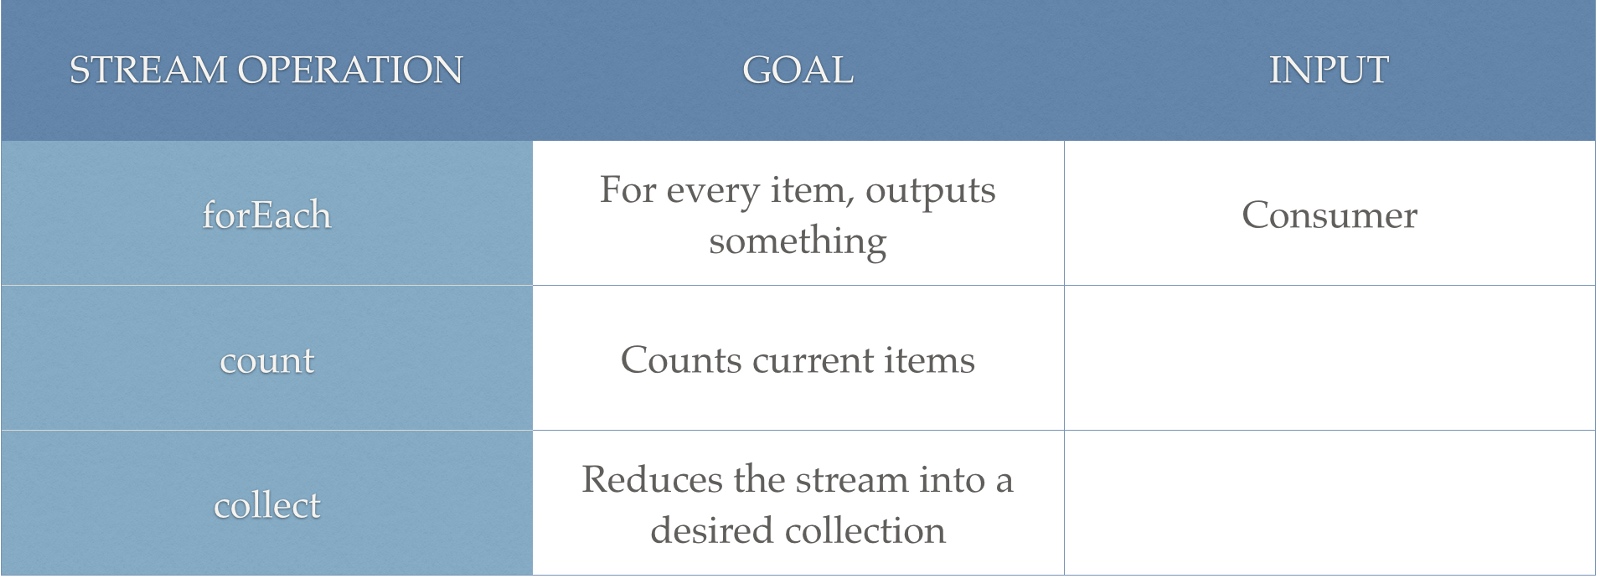 STREAM OPERATION GOAL INPUT
forEach
For every item, outputs
something
Consumer
count
Counts current items
collect
Reduces the stream into a
desired collection